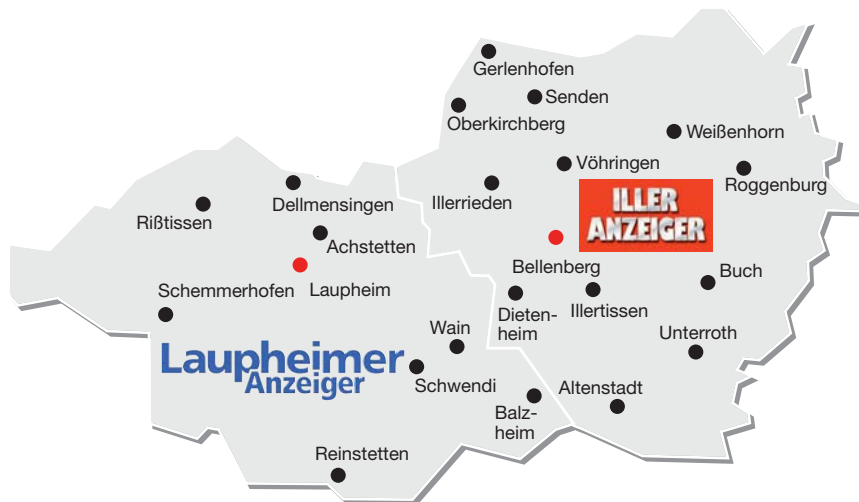 Gerlenhofen
Senden
Oberkirchberg
Weißenhorn
Vöhringen
Roggenburg
Illerrieden
ILLER
ANZEIGER
Dellmensingen
Rißtissen
Achstetten
Bellenberg
Buch
Schemmerhofen
Laupheim
Dieten-
heim
Illertissen
Wain
Unterroth
Laupheimer
Anzeiger
Schwendi
Altenstadt
Balz-
heim
Reinstetten